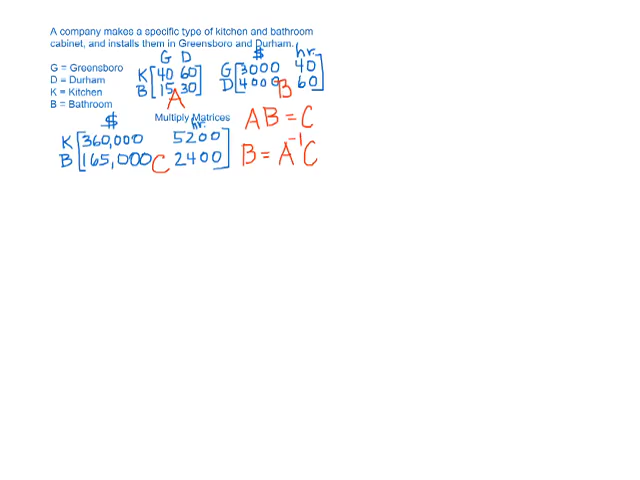 A company makes a specific type of kitchen and bathroom
cabinet, and installs them in Greensboro and Durham.
G = Greensboro
D = Durham
K = Kitchen
B = Bathroom
G D
K [40 60]
B [15 30]
A
$ hr.
G [3000 40]
D [4000 60]
B
Multiply Matrices
$ hr.
K [360,000 5200]
B [165,000 2400]
C
AB = C
B = A⁻¹C